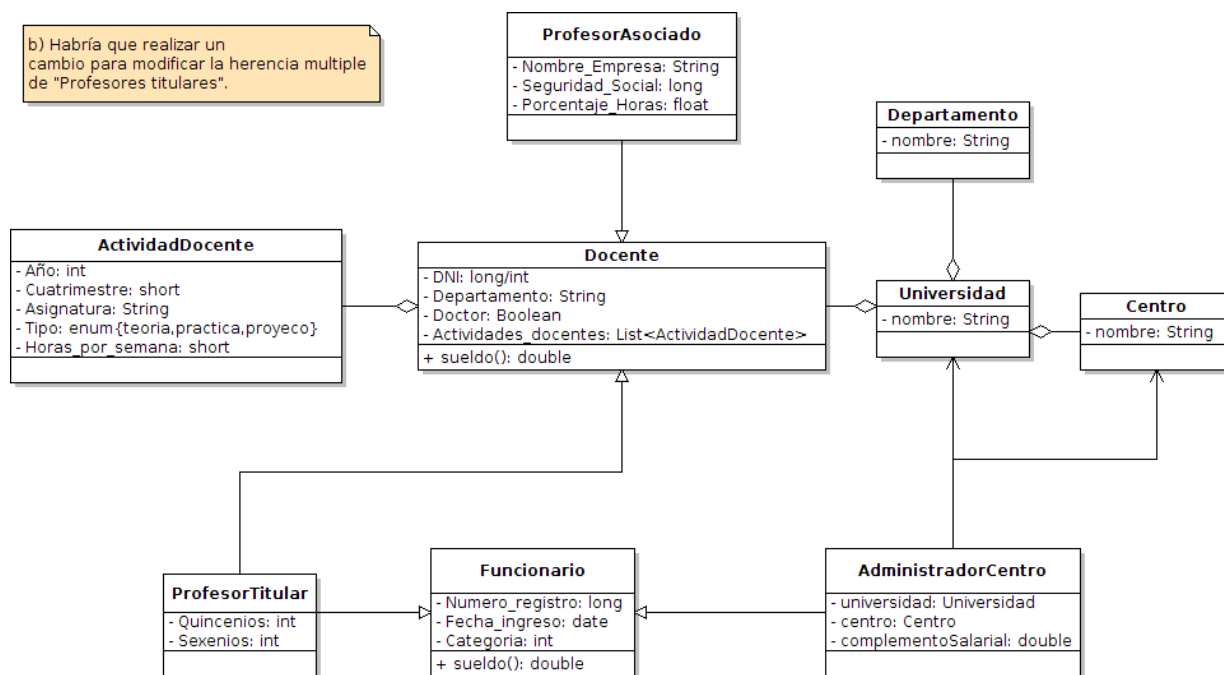 b) Habría que realizar un
cambio para modificar la herencia multiple
de "Profesores titulares".
ProfesorAsociado
- Nombre_Empresa: String
- Seguridad_Social: long
- Porcentaje_Horas: float
Departamento
- nombre: String
ActividadDocente
- Año: int
- Cuatrimestre: short
- Asignatura: String
- Tipo: enum{teoria,practica,proyeco}
- Horas_por_semana: short
Docente
- DNI: long/int
- Departamento: String
- Doctor: Boolean
- Actividades_docentes: List<ActividadDocente>
+ sueldo(): double
Universidad
- nombre: String
Centro
- nombre: String
ProfesorTitular
- Quincenios: int
- Sexenios: int
Funcionario
- Numero_registro: long
- Fecha_ingreso: date
- Categoria: int
+ sueldo(): double
AdministradorCentro
- universidad: Universidad
- centro: Centro
- complementoSalarial: double